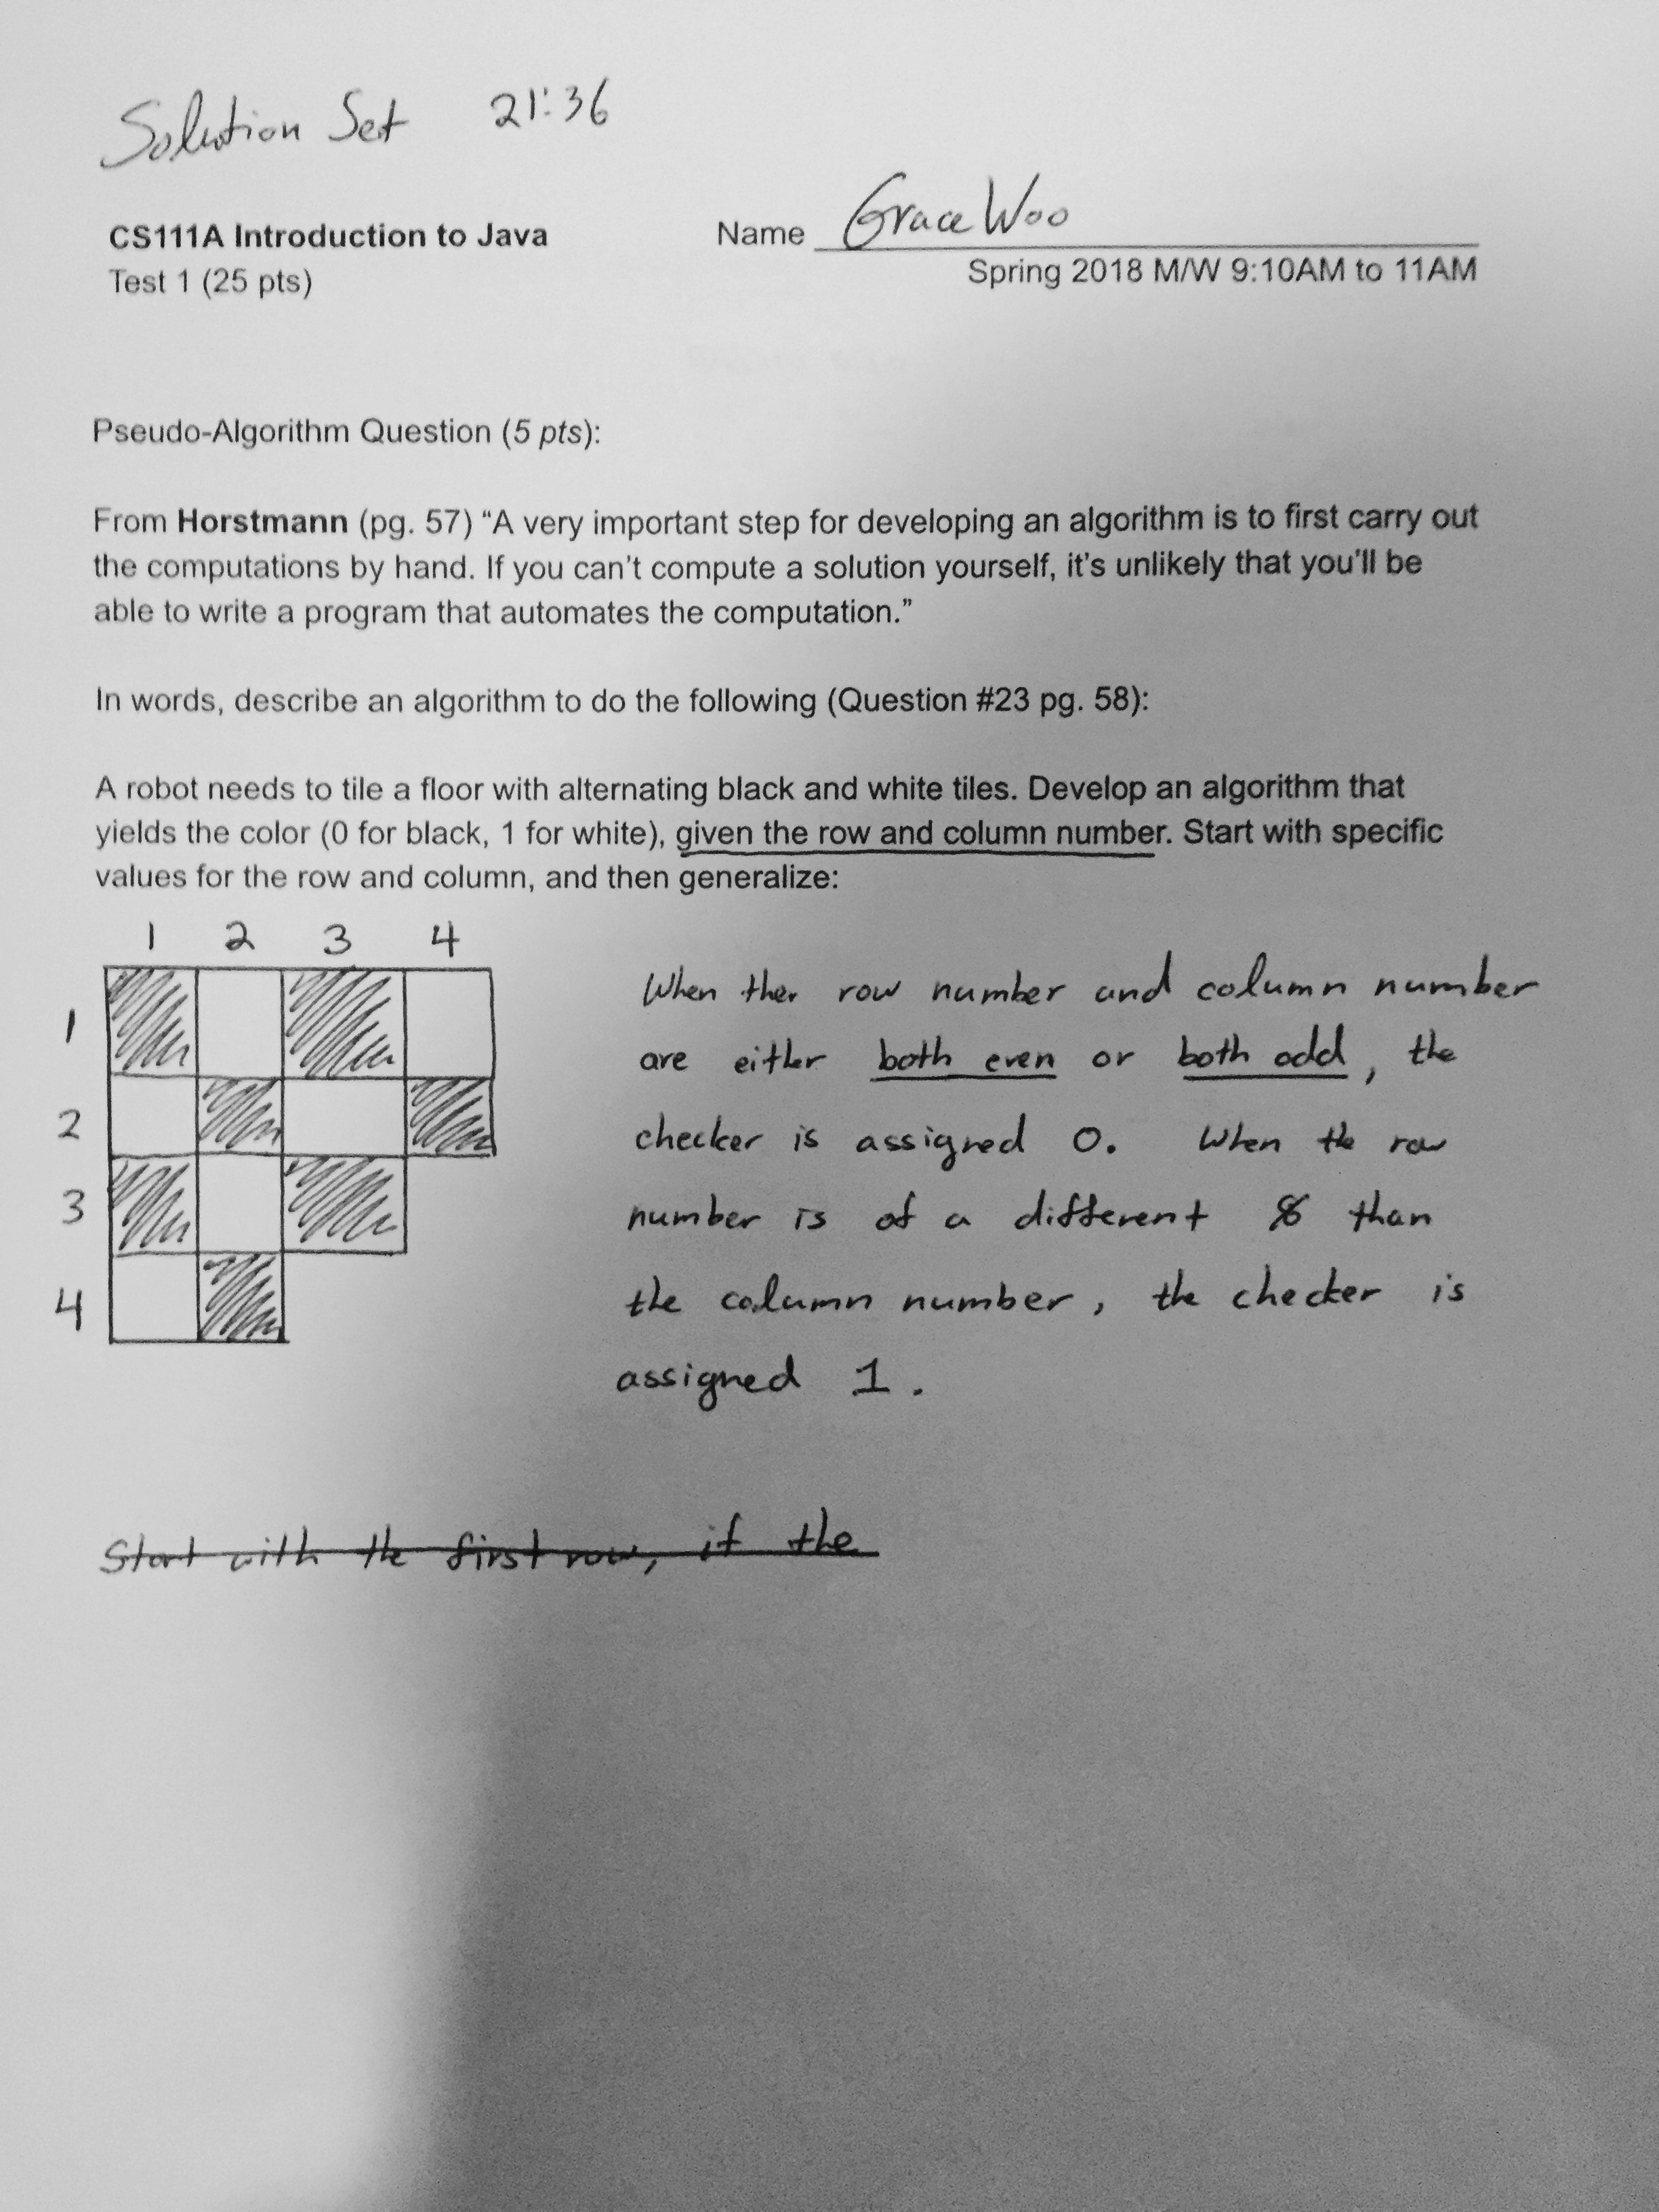 Solution Set 21:36
CS111A Introduction to Java
Name Grace Woo
Test 1 (25 pts)
Spring 2018 M/W 9:10AM to 11AM
Pseudo-Algorithm Question (5 pts):
From Horstmann (pg. 57) “A very important step for developing an algorithm is to first carry out
the computations by hand. If you can’t compute a solution yourself, it’s unlikely that you’ll be
able to write a program that automates the computation.”
In words, describe an algorithm to do the following (Question #23 pg. 58):
A robot needs to tile a floor with alternating black and white tiles. Develop an algorithm that
yields the color (0 for black, 1 for white), given the row and column number. Start with specific
values for the row and column, and then generalize:
1 2 3 4
1
2
3
4
When ther row number and column number
are either both even or both odd, the
checker is assigned 0. When the row
number is of a different than
the column number, the checker is
assigned 1.
Start with the first row, if the